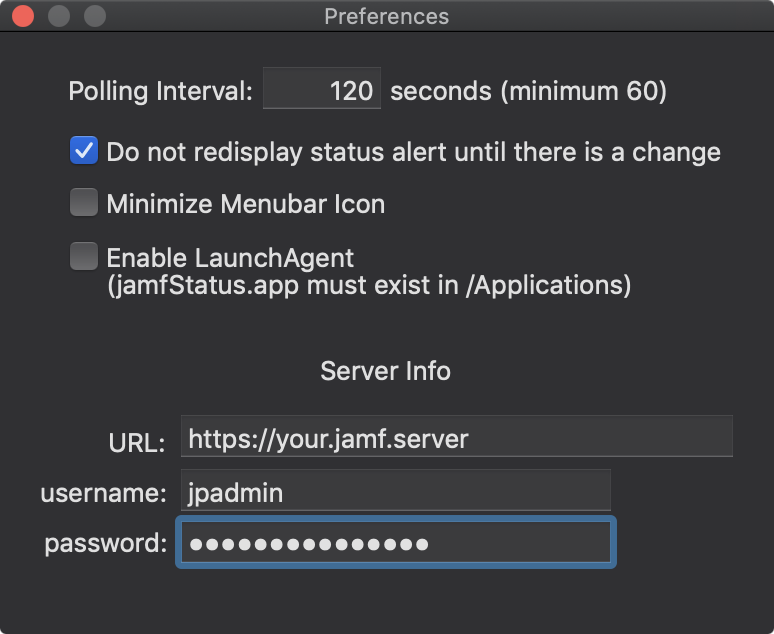 Preferences
Polling Interval: 120 seconds (minimum 60)
Do not redisplay status alert until there is a change
Minimize Menubar Icon
Enable LaunchAgent
(jamfStatus.app must exist in /Applications)
Server Info
URL: https://your.jamf.server
username: jpadmin
password: •••••••••••••••